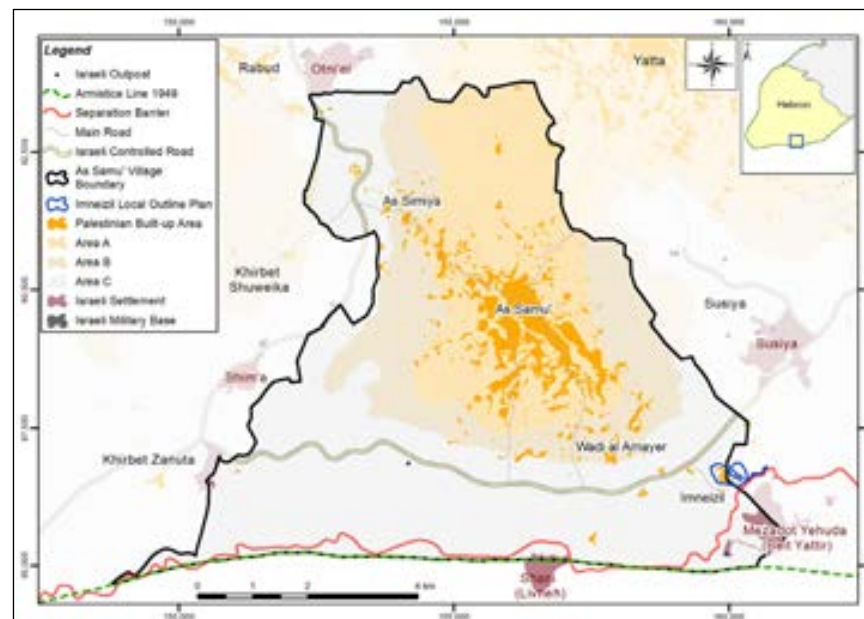 Legend
Israeli Outpost
Armistice Line 1949
Separation Barrier
Main Road
Israeli Controlled Road
As Samu' Village
Boundary
Imneizil Local Outline Plan
Palestinian Built-up Area
Area A
Area B
Area C
Israeli Settlement
Israeli Military Base
Rabud
Otni'el
Yatta
Hebron
As Simiya
Khirbet
Shuweika
As Samu'
Susiya
Susiya
Shim'a
Khirbet Zanuta
Wadi al Amayer
Imneizil
Mezadot Yehuda
(Beit Yattir)
Shani
(Livneh)
0 1 2 4 km